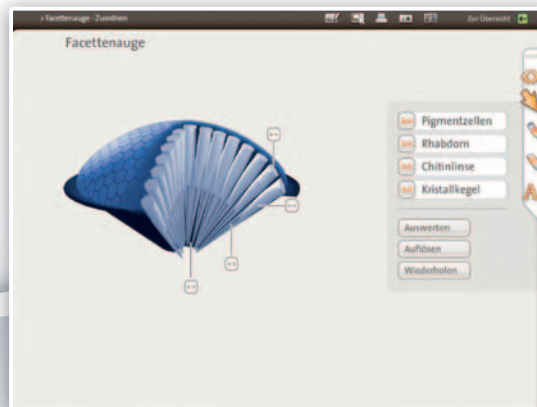 > Facettenauge - Zuordnen
Zur Übersicht
Facettenauge
Pigmentzellen
Rhabdom
Chitinlinse
Kristallkegel
Auswerten
Auflösen
Wiederholen
A